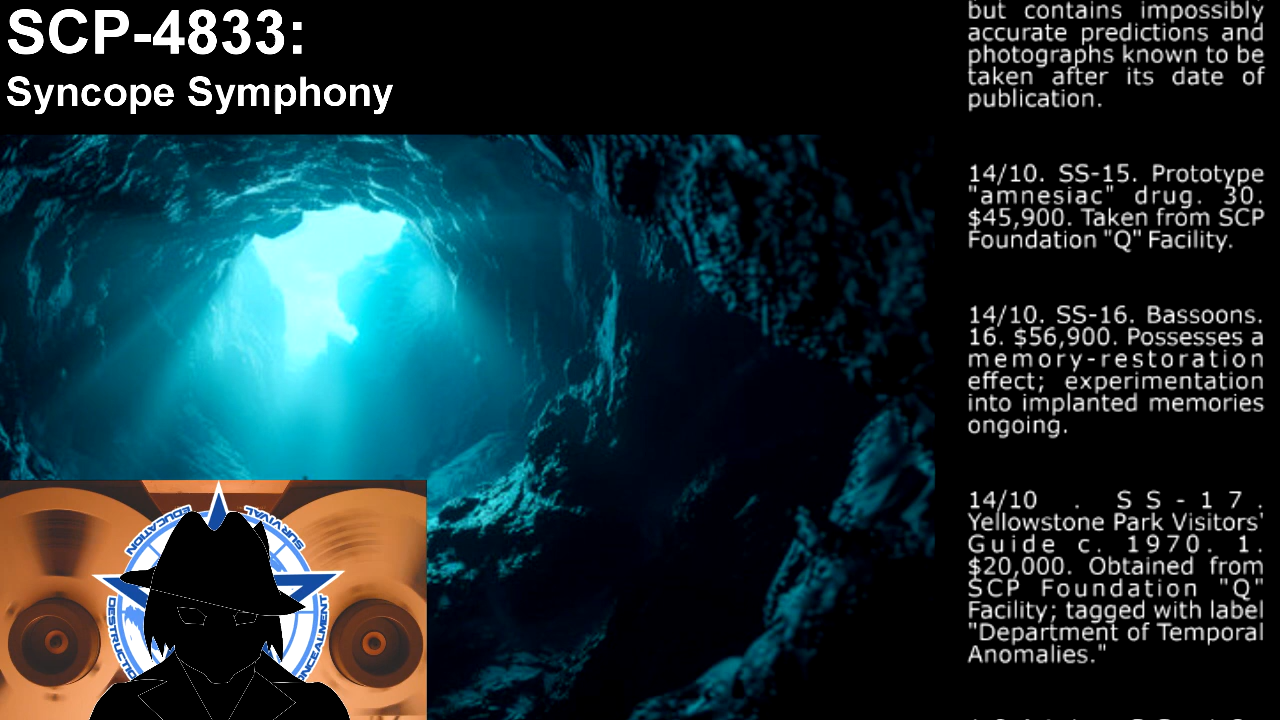 SCP-4833:
Syncope Symphony
but contains impossibly
accurate predictions and
photographs known to be
taken after its date of
publication.
14/10. SS-15. Prototype
"amnesiac" drug. 30.
$45,900. Taken from SCP
Foundation "Q" Facility.
14/10. SS-16. Bassoons.
16. $56,900. Possesses a
memory-restoration
effect; experimentation
into implanted memories
ongoing.
14/10 . SS-17.
Yellowstone Park Visitors'
Guide c. 1970. 1.
$20,000. Obtained from
SCP Foundation "Q"
Facility; tagged with label
"Department of Temporal
Anomalies."
EDUCATION
SURVIVAL